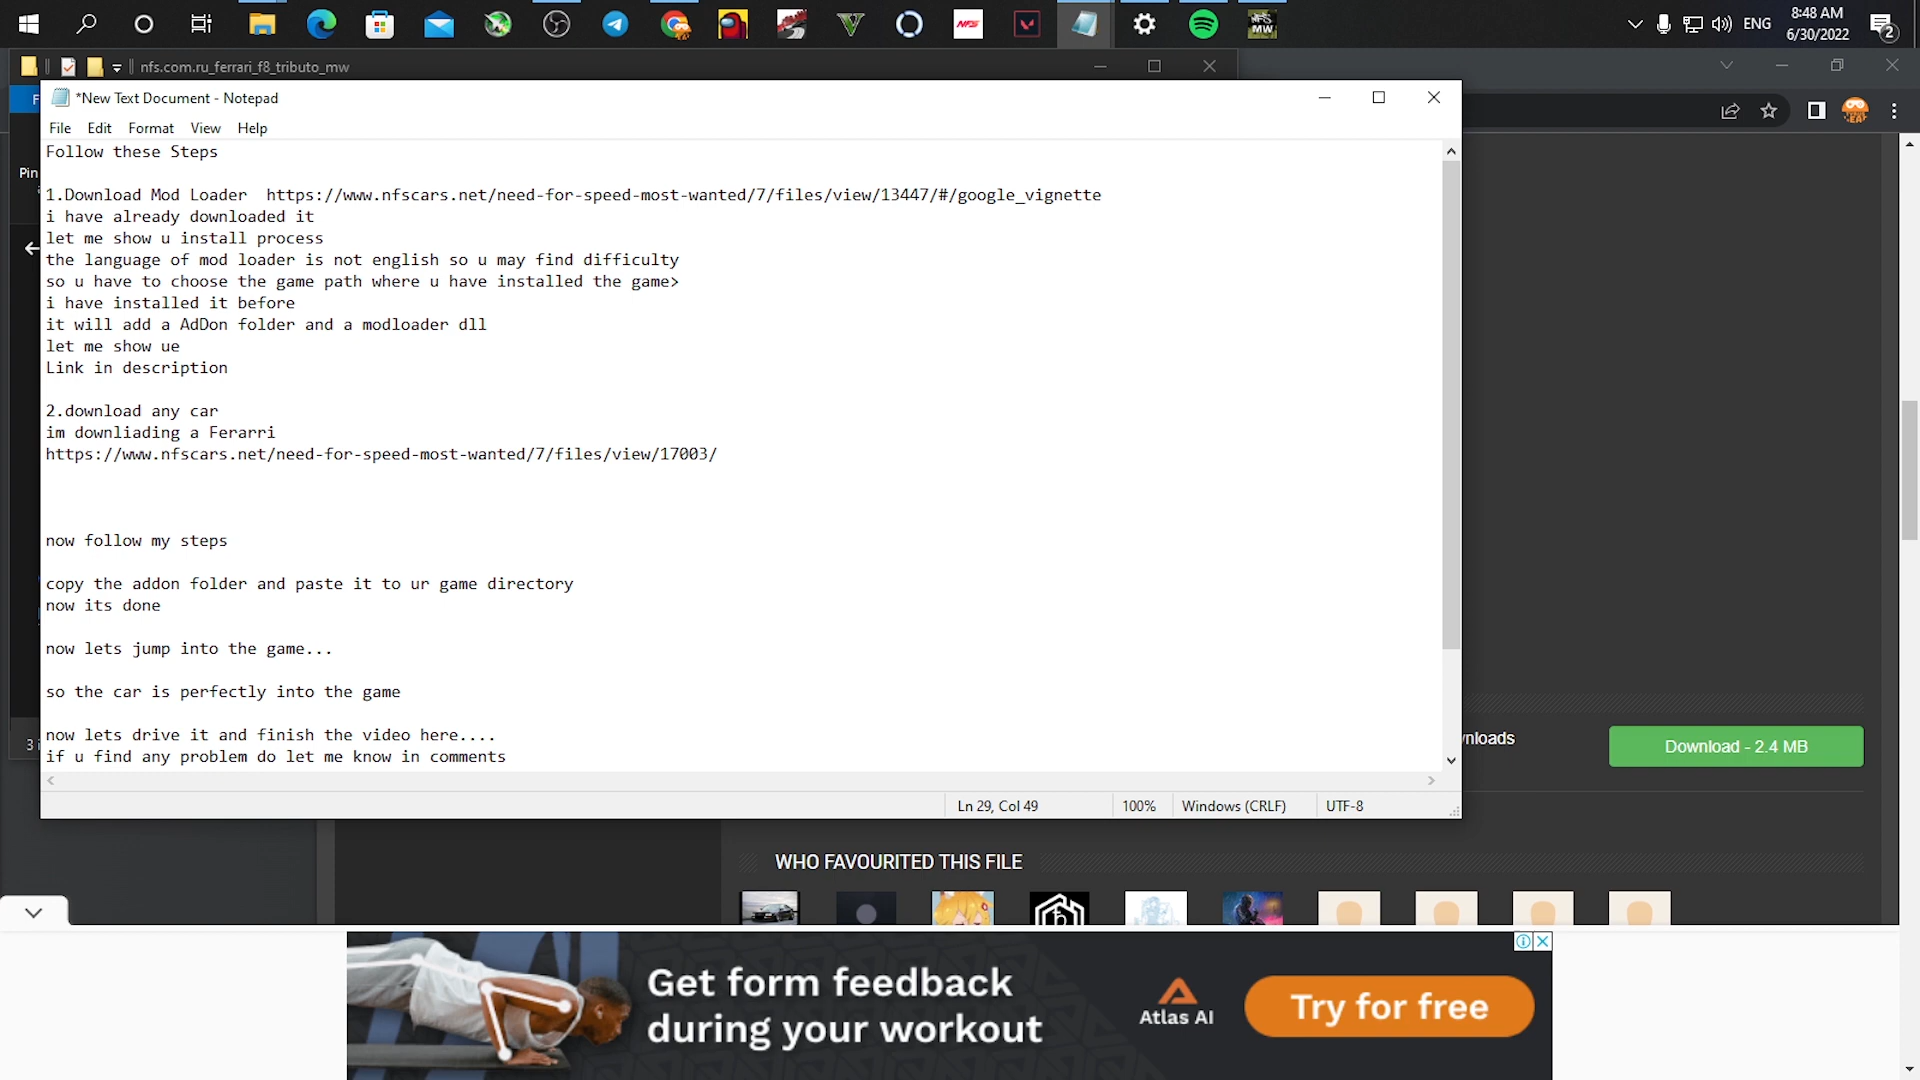 ENG
8:48 AM
6/30/2022
2
nfs.com.ru_ferrari_f8_tributo_mw
*New Text Document - Notepad
File Edit Format View Help
Follow these Steps
1.Download Mod Loader  https://www.nfscars.net/need-for-speed-most-wanted/7/files/view/13447/#/google_vignette
i have already downloaded it
let me show u install process
the language of mod loader is not english so u may find difficulty
so u have to choose the game path where u have installed the game>
i have installed it before
it will add a AdDon folder and a modloader dll
let me show ue
Link in description
2.download any car
im downliading a Ferarri
https://www.nfscars.net/need-for-speed-most-wanted/7/files/view/17003/
now follow my steps
copy the addon folder and paste it to ur game directory
now its done
now lets jump into the game...
so the car is perfectly into the game
now lets drive it and finish the video here....
if u find any problem do let me know in comments
Ln 29, Col 49
100%
Windows (CRLF)
UTF-8
Pin
nloads
Download - 2.4 MB
WHO FAVOURITED THIS FILE
Get form feedback
during your workout
Atlas AI
Try for free